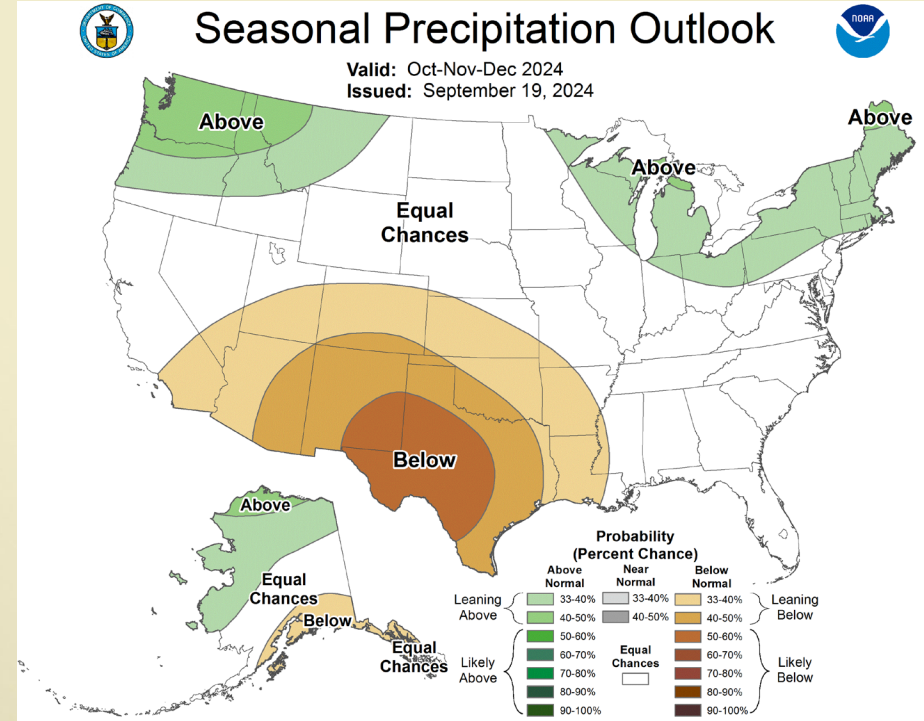 Seasonal Precipitation Outlook
NOAA
Valid: Oct-Nov-Dec 2024
Issued: September 19, 2024
Above
Above
Above
Equal
Chances
Below
Above
Equal
Chances
Below
Equal
Chances
Probability
(Percent Chance)
Above
Normal
Near
Normal
Below
Normal
Leaning
Above
33-40%
33-40%
33-40%
Leaning
Below
40-50%
40-50%
40-50%
Likely
Above
50-60%
50-60%
Likely
Below
60-70%
60-70%
70-80%
70-80%
80-90%
80-90%
90-100%
90-100%
Equal
Chances